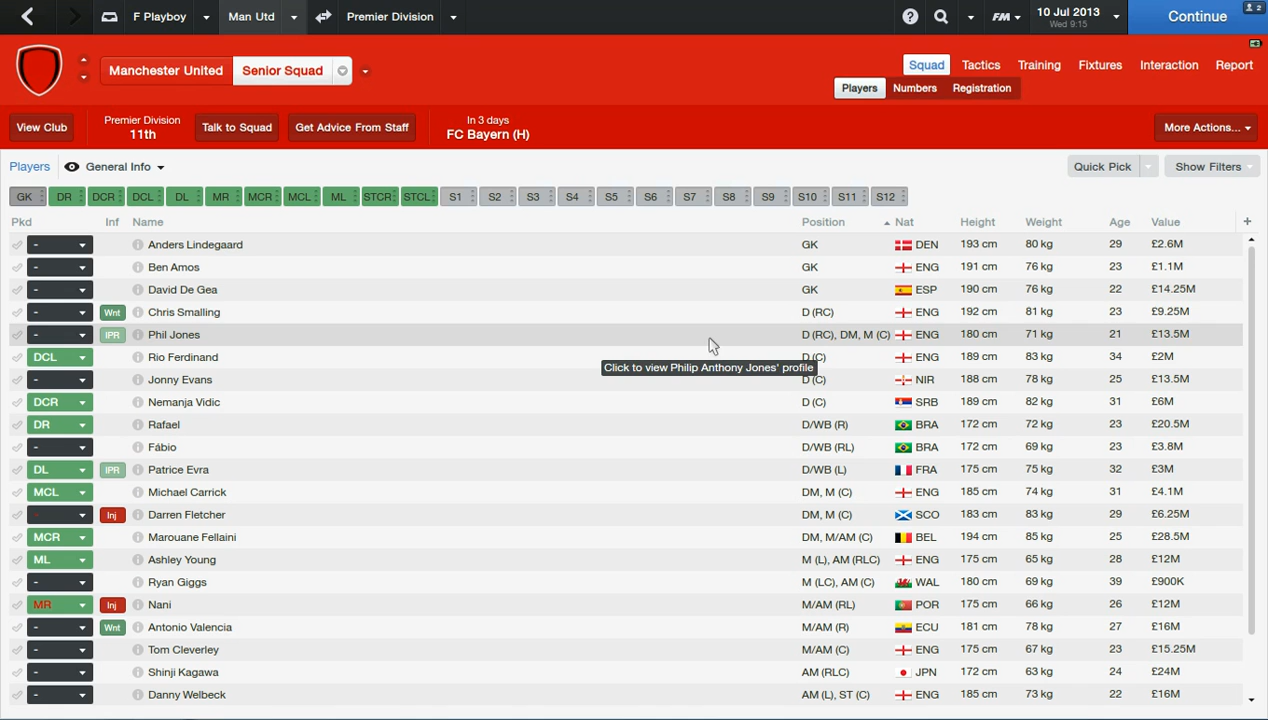 F Playboy Man Utd Premier Division FM 10 Jul 2013 Wed 9:15 Continue 2
Manchester United Senior Squad Squad Tactics Training Fixtures Interaction Report
Players Numbers Registration
View Club Premier Division 11th Talk to Squad Get Advice From Staff In 3 days FC Bayern (H) More Actions...
Players General Info Quick Pick Show Filters
GK DR DCR DCL DL MR MCR MCL ML STCR STCL S1 S2 S3 S4 S5 S6 S7 S8 S9 S10 S11 S12
Pkd Inf Name Position Nat Height Weight Age Value +
- Anders Lindegaard GK DEN 193 cm 80 kg 29 £2.6M
- Ben Amos GK ENG 191 cm 76 kg 23 £1.1M
- David De Gea GK ESP 190 cm 76 kg 22 £14.25M
- Wnt Chris Smalling D (RC) ENG 192 cm 81 kg 23 £9.25M
- IPR Phil Jones D (RC), DM, M (C) ENG 180 cm 71 kg 21 £13.5M
DCL Rio Ferdinand D (C) ENG 189 cm 83 kg 34 £2M
Click to view Philip Anthony Jones' profile
- Jonny Evans D (C) NIR 188 cm 78 kg 25 £13.5M
DCR Nemanja Vidic D (C) SRB 189 cm 82 kg 31 £6M
DR Rafael D/WB (R) BRA 172 cm 72 kg 23 £20.5M
- Fábio D/WB (RL) BRA 172 cm 69 kg 23 £3.8M
DL IPR Patrice Evra D/WB (L) FRA 175 cm 75 kg 32 £3M
MCL Michael Carrick DM, M (C) ENG 185 cm 74 kg 31 £4.1M
- Inj Darren Fletcher DM, M (C) SCO 183 cm 83 kg 29 £6.25M
MCR Marouane Fellaini DM, M/AM (C) BEL 194 cm 85 kg 25 £28.5M
ML Ashley Young M (L), AM (RLC) ENG 175 cm 65 kg 28 £12M
- Ryan Giggs M (LC), AM (C) WAL 180 cm 69 kg 39 £900K
MR Inj Nani M/AM (RL) POR 175 cm 66 kg 26 £12M
- Wnt Antonio Valencia M/AM (R) ECU 181 cm 78 kg 27 £16M
- Tom Cleverley M/AM (C) ENG 175 cm 67 kg 23 £15.25M
- Shinji Kagawa AM (RLC) JPN 172 cm 63 kg 24 £24M
- Danny Welbeck AM (L), ST (C) ENG 185 cm 73 kg 22 £16M